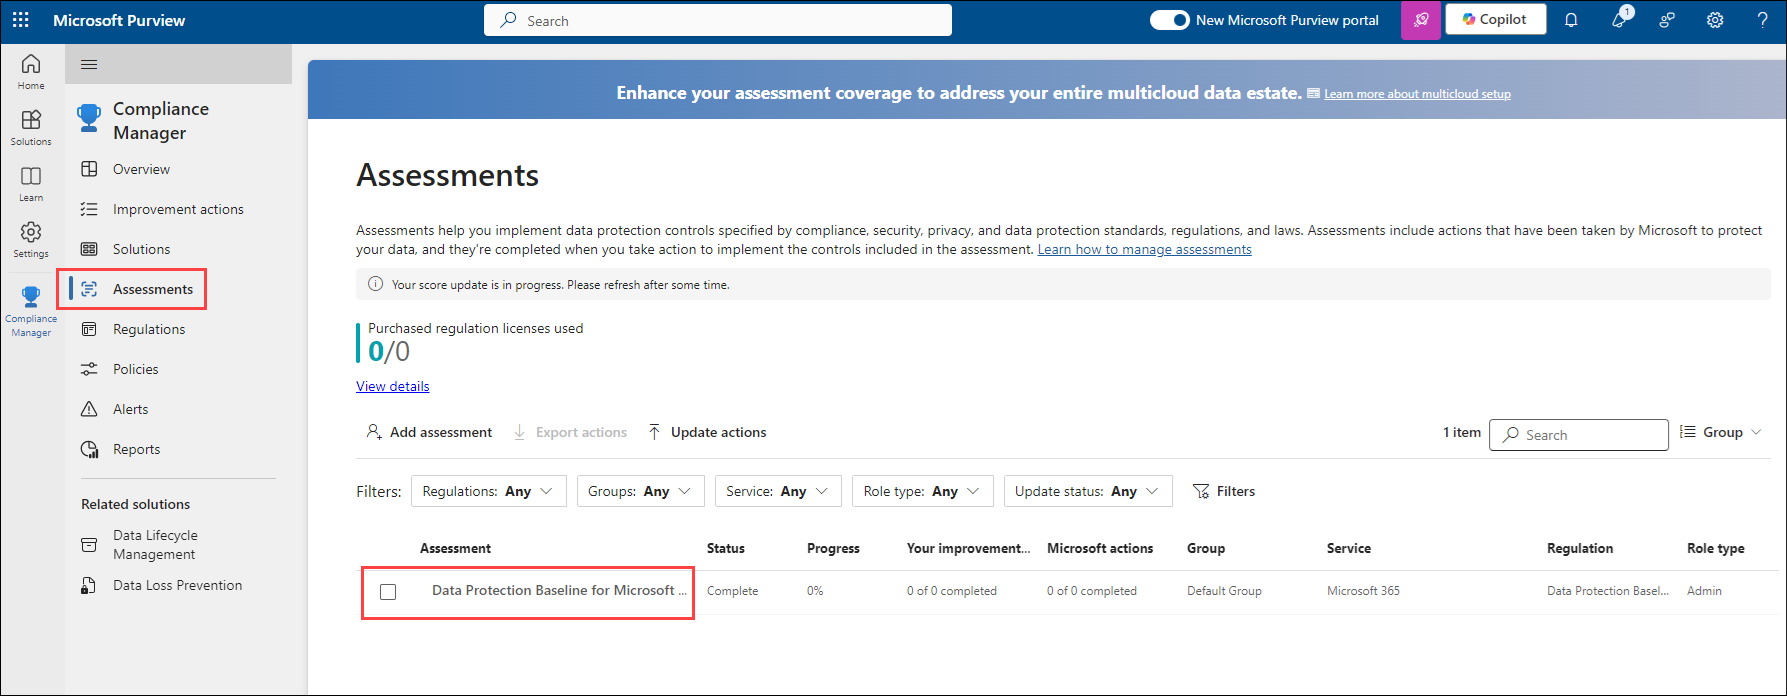 Microsoft Purview
Search
New Microsoft Purview portal
Copilot
1
Home
Solutions
Learn
Settings
Compliance
Manager
Compliance
Manager
Overview
Improvement actions
Solutions
Assessments
Regulations
Policies
Alerts
Reports
Related solutions
Data Lifecycle
Management
Data Loss Prevention
Enhance your assessment coverage to address your entire multicloud data estate. Learn more about multicloud setup
Assessments
Assessments help you implement data protection controls specified by compliance, security, privacy, and data protection standards, regulations, and laws. Assessments include actions that have been taken by Microsoft to protect
your data, and they're completed when you take action to implement the controls included in the assessment. Learn how to manage assessments
Your score update is in progress. Please refresh after some time.
Purchased regulation licenses used
0/0
View details
Add assessment Export actions Update actions 1 item Search Group
Filters: Regulations: Any Groups: Any Service: Any Role type: Any Update status: Any Filters
Assessment Status Progress Your improvement... Microsoft actions Group Service Regulation Role type
Data Protection Baseline for Microsoft ... Complete 0% 0 of 0 completed 0 of 0 completed Default Group Microsoft 365 Data Protection Basel... Admin